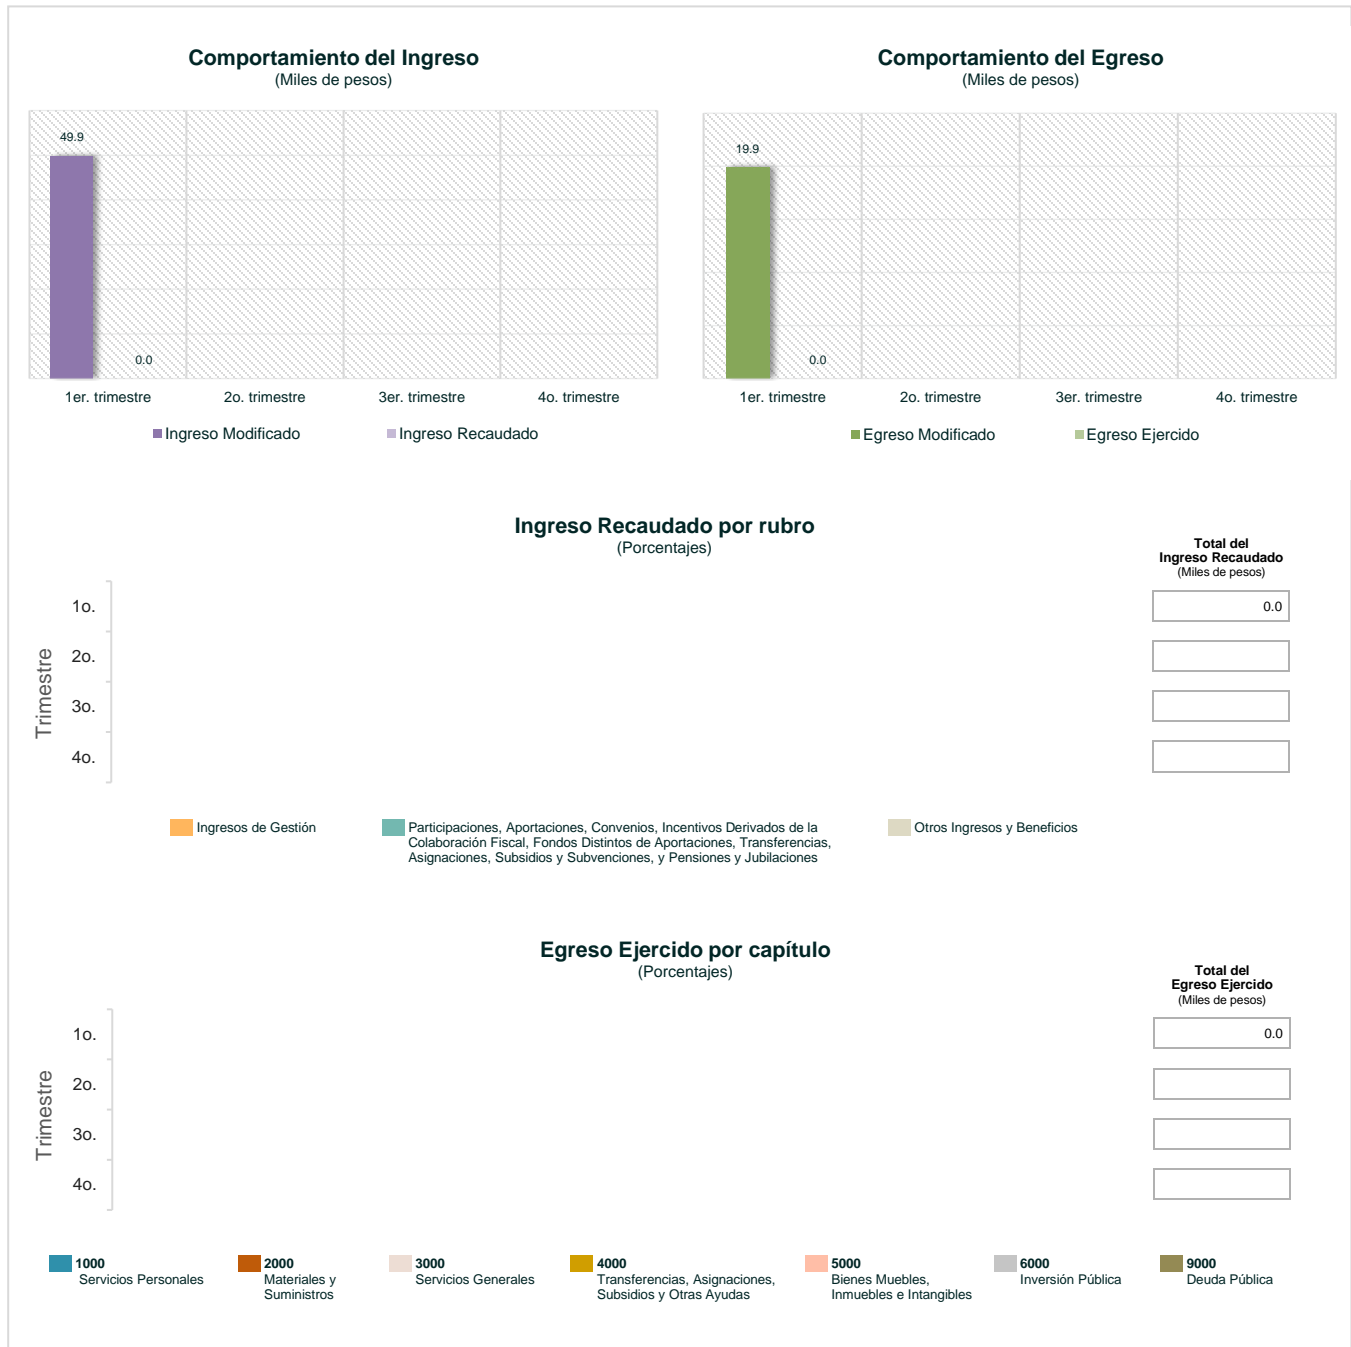 Comportamiento del Ingreso
(Miles de pesos)
49.9
0.0
1er. trimestre
2o. trimestre
3er. trimestre
4o. trimestre
Ingreso Modificado
Ingreso Recaudado
Comportamiento del Egreso
(Miles de pesos)
19.9
0.0
1er. trimestre
2o. trimestre
3er. trimestre
4o. trimestre
Egreso Modificado
Egreso Ejercido
Ingreso Recaudado por rubro
(Porcentajes)
Total del
Ingreso Recaudado
(Miles de pesos)
Trimestre
1o.
0.0
2o.
3o.
4o.
Ingresos de Gestión
Participaciones, Aportaciones, Convenios, Incentivos Derivados de la
Colaboración Fiscal, Fondos Distintos de Aportaciones, Transferencias,
Asignaciones, Subsidios y Subvenciones, y Pensiones y Jubilaciones
Otros Ingresos y Beneficios
Egreso Ejercido por capítulo
(Porcentajes)
Total del
Egreso Ejercido
(Miles de pesos)
Trimestre
1o.
0.0
2o.
3o.
4o.
1000
Servicios Personales
2000
Materiales y
Suministros
3000
Servicios Generales
4000
Transferencias, Asignaciones,
Subsidios y Otras Ayudas
5000
Bienes Muebles,
Inmuebles e Intangibles
6000
Inversión Pública
9000
Deuda Pública